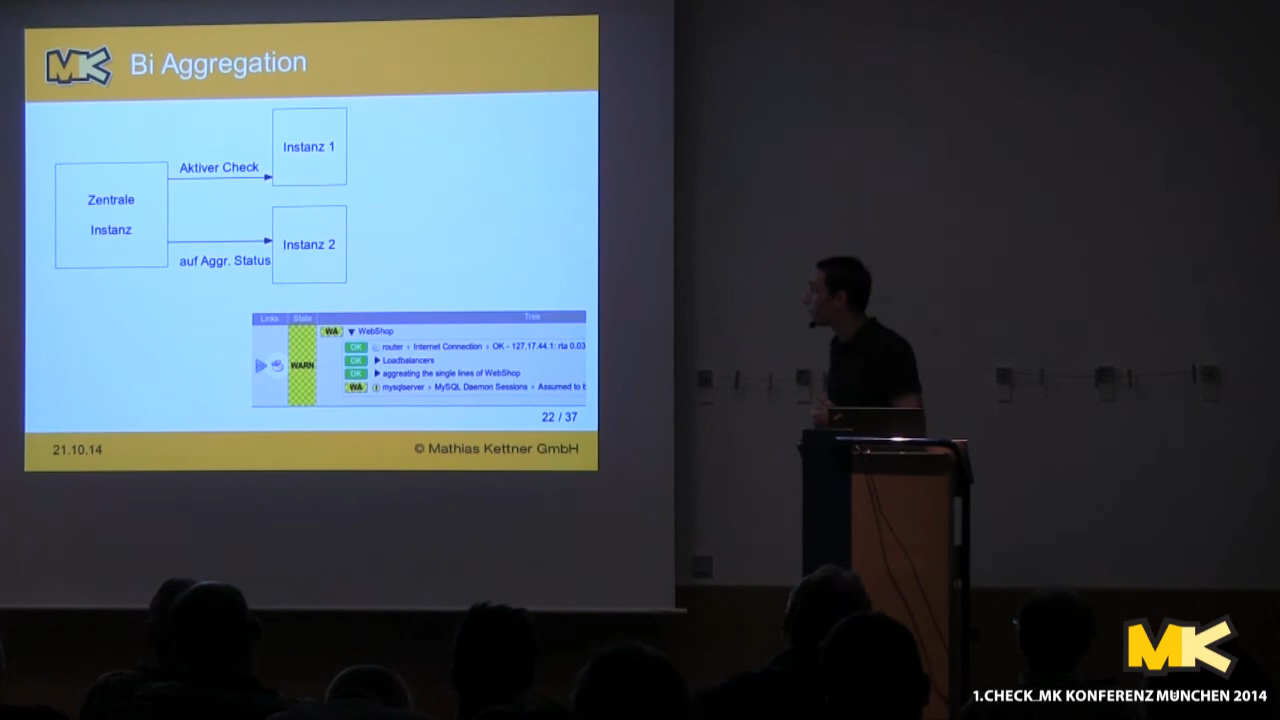 MK Bi Aggregation
Instanz 1
Aktiver Check
Zentrale
Instanz
Instanz 2
auf Aggr. Status
Links State Tree
WARN
WA WebShop
OK router Internet Connection OK - 127.17.44.1: rta 0.03
OK Loadbalancers
OK aggreating the single lines of WebShop
WA mysqlserver MySQL Daemon Sessions Assumed to b
22 / 37
21.10.14 © Mathias Kettner GmbH
MK
1.CHECK_MK KONFERENZ MÜNCHEN 2014